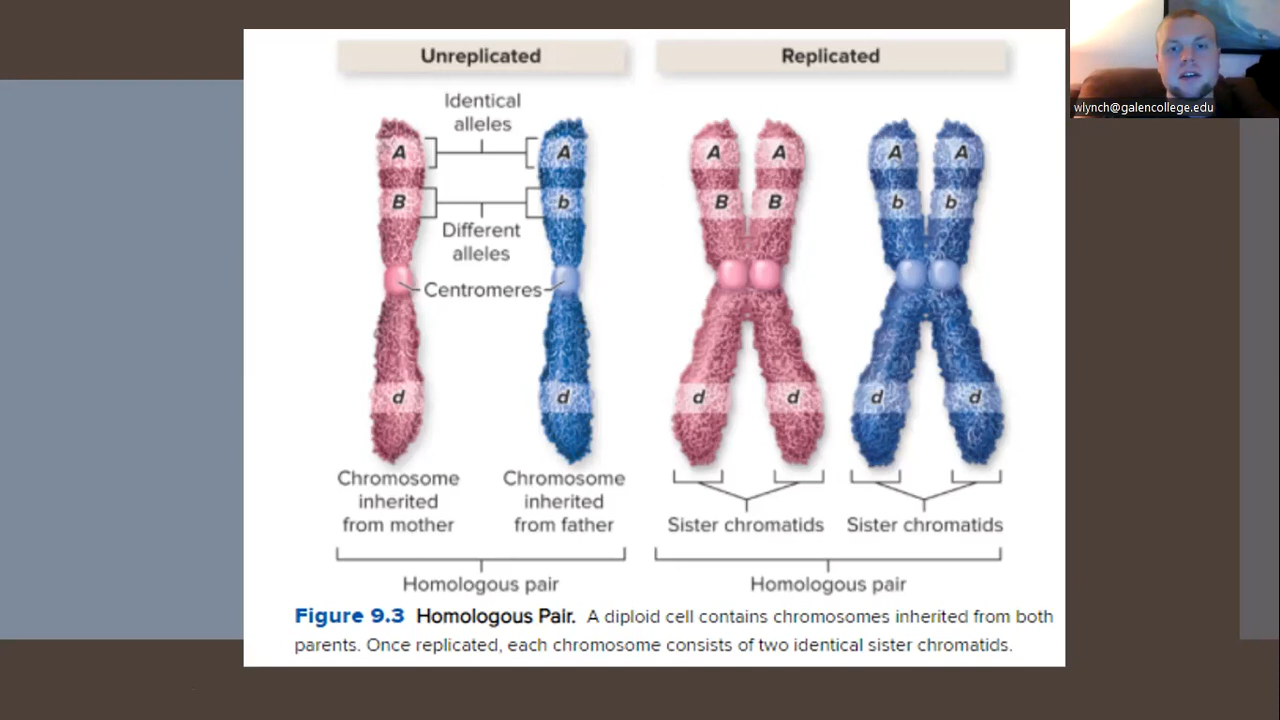 Unreplicated
Replicated
Identical
alleles
A
A
A
A
A
A
B
b
B
B
b
b
Different
alleles
Centromeres
d
d
d
d
d
d
Chromosome
inherited
from mother
Chromosome
inherited
from father
Sister chromatids
Sister chromatids
Homologous pair
Homologous pair
Figure 9.3 Homologous Pair. A diploid cell contains chromosomes inherited from both
parents. Once replicated, each chromosome consists of two identical sister chromatids.
wlynch@galencollege.edu